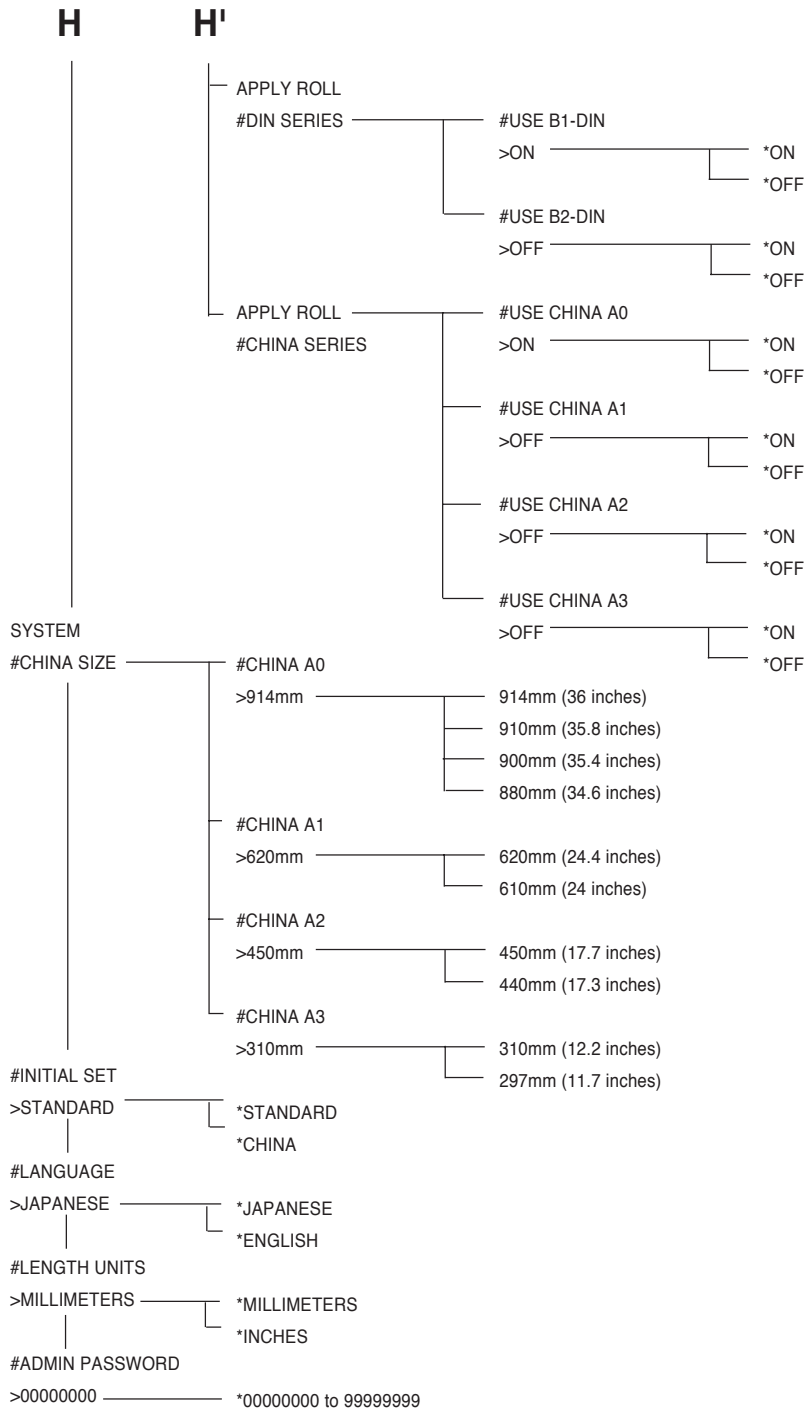 H H'
APPLY ROLL
#DIN SERIES #USE B1-DIN
>ON *ON
*OFF
#USE B2-DIN
>OFF *ON
*OFF
APPLY ROLL #USE CHINA A0
#CHINA SERIES >ON *ON
*OFF
#USE CHINA A1
>OFF *ON
*OFF
#USE CHINA A2
>OFF *ON
*OFF
#USE CHINA A3
SYSTEM >OFF *ON
#CHINA SIZE #CHINA A0 *OFF
>914mm 914mm (36 inches)
910mm (35.8 inches)
900mm (35.4 inches)
880mm (34.6 inches)
#CHINA A1
>620mm 620mm (24.4 inches)
610mm (24 inches)
#CHINA A2
>450mm 450mm (17.7 inches)
440mm (17.3 inches)
#CHINA A3
>310mm 310mm (12.2 inches)
#INITIAL SET 297mm (11.7 inches)
>STANDARD *STANDARD
*CHINA
#LANGUAGE
>JAPANESE *JAPANESE
*ENGLISH
#LENGTH UNITS
>MILLIMETERS *MILLIMETERS
*INCHES
#ADMIN PASSWORD
>00000000 *00000000 to 99999999